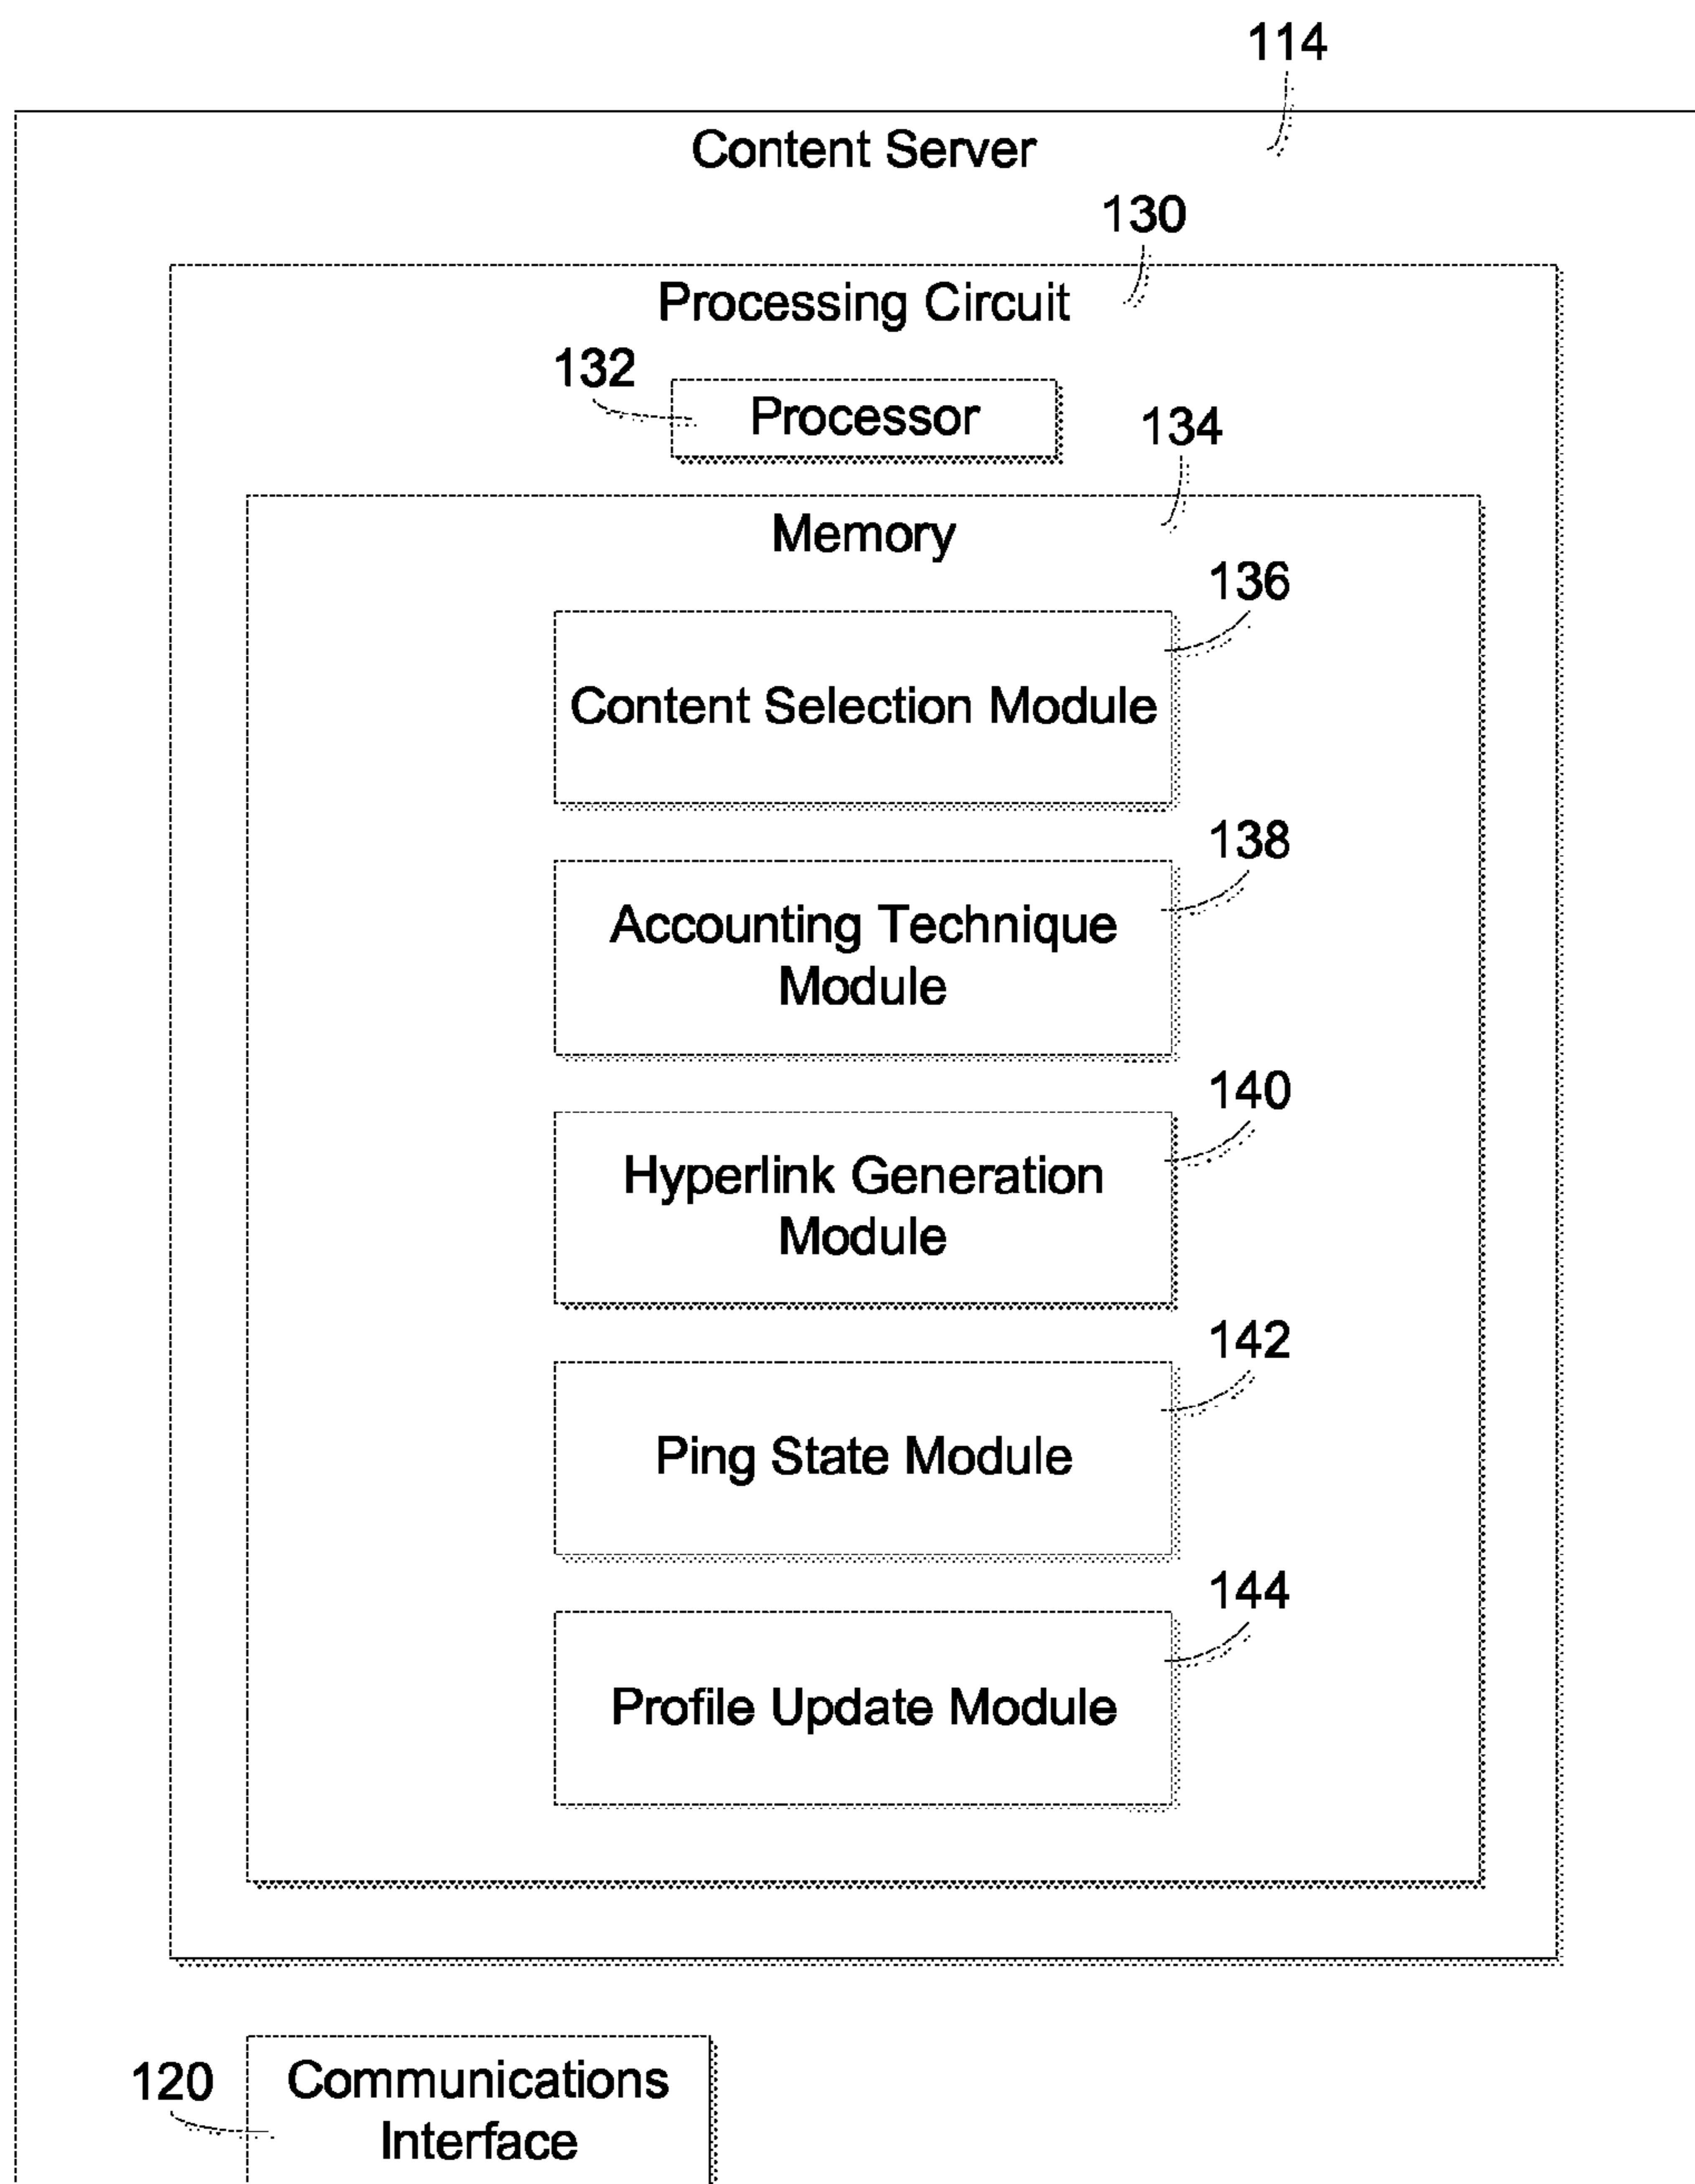 114
Content Server
130
Processing Circuit
132
Processor
134
Memory
136
Content Selection Module
138
Accounting Technique
Module
140
Hyperlink Generation
Module
142
Ping State Module
144
Profile Update Module
120
Communications
Interface